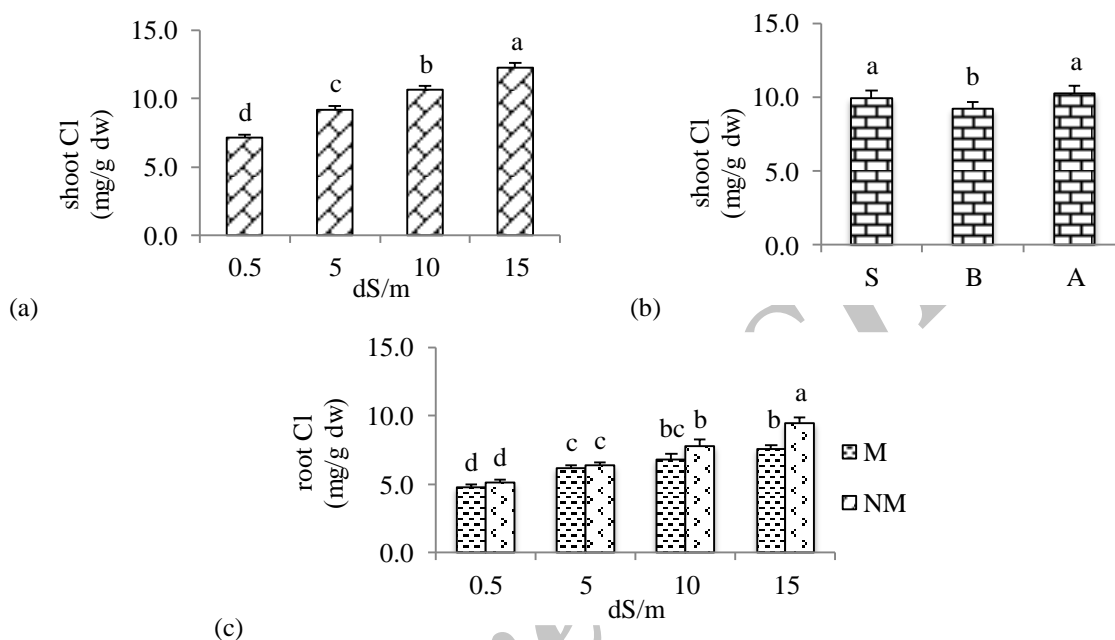 15.0
10.0
5.0
0.0
shoot Cl
(mg/g dw)
d
c
b
a
0.5 5 10 15
dS/m
(a)
15.0
10.0
5.0
0.0
shoot Cl
(mg/g dw)
a
b
a
S B A
(b)
15.0
10.0
5.0
0.0
root Cl
(mg/g dw)
d d
c c
bc b
b a
M
NM
0.5 5 10 15
dS/m
(c)